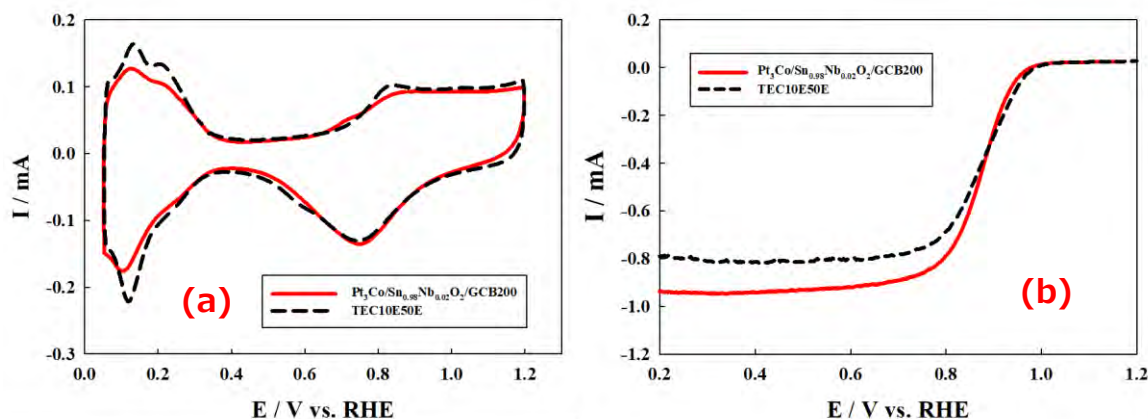 0.2
0.1
0.0
-0.1
-0.2
-0.3
I / mA
Pt3Co/Sn0.98Nb0.02O2/GCB200
TEC10E50E
(a)
0.0 0.2 0.4 0.6 0.8 1.0 1.2
E / V vs. RHE
0.2
0.0
-0.2
-0.4
-0.6
-0.8
-1.0
-1.2
I / mA
Pt3Co/Sn0.98Nb0.02O2/GCB200
TEC10E50E
(b)
0.2 0.4 0.6 0.8 1.0 1.2
E / V vs. RHE